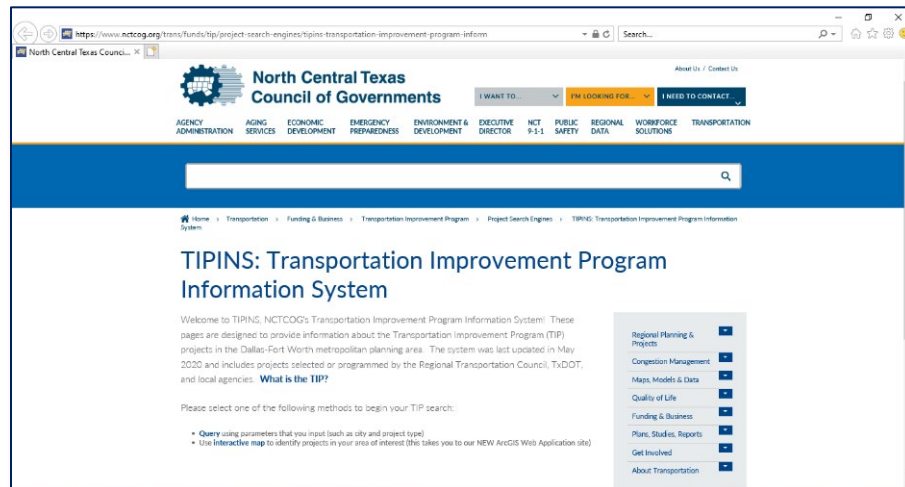 https://www.nctcog.org/trans/funds/tip/project-search-engines/tipins-transportation-improvement-program-inform
Search...
North Central Texas Counci...
About Us / Contact Us
North Central Texas
Council of Governments
I WANT TO...
I'M LOOKING FOR...
I NEED TO CONTACT...
AGENCY ADMINISTRATION
AGING SERVICES
ECONOMIC DEVELOPMENT
EMERGENCY PREPAREDNESS
ENVIRONMENT & DEVELOPMENT
EXECUTIVE DIRECTOR
NCT 9-1-1
PUBLIC SAFETY
REGIONAL DATA
WORKFORCE SOLUTIONS
TRANSPORTATION
Home › Transportation › Funding & Business › Transportation Improvement Program › Project Search Engines › TIPINS: Transportation Improvement Program Information
System
TIPINS: Transportation Improvement Program
Information System
Welcome to TIPINS, NCTCOG's Transportation Improvement Program Information System! These
pages are designed to provide information about the Transportation Improvement Program (TIP)
projects in the Dallas-Fort Worth metropolitan planning area. The system was last updated in May
2020 and includes projects selected or programmed by the Regional Transportation Council, TxDOT,
and local agencies. What is the TIP?
Please select one of the following methods to begin your TIP search:
• Query using parameters that you input (such as city and project type)
• Use interactive map to identify projects in your area of interest (this takes you to our NEW ArcGIS Web Application site)
Regional Planning &
Projects
Congestion Management
Maps, Models & Data
Quality of Life
Funding & Business
Plans, Studies, Reports
Get Involved
About Transportation